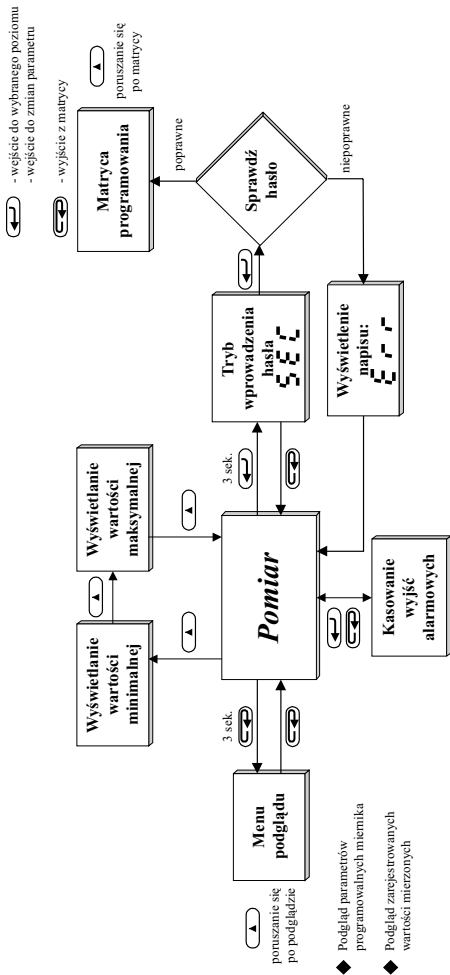 - wejście do wybranego poziomu
- wejście do zmian parametru
- wyjście z matrycy
Matryca
programowania
poruszanie się
po matrycy
poprawne
Sprawdź
hasło
niepoprawne
Tryb
wprowadzenia
hasła
SEC
Wyświetlenie
napisu:
Err
3 sek.
Wyświetlanie
wartości
maksymalnej
Wyświetlanie
wartości
minimalnej
Pomiar
Kasowanie
wyjść
alarmowych
3 sek.
Menu
podglądu
poruszanie się
po podglądzie
Podgląd parametrów
programowalnych miernika
Podgląd zarejestrowanych
wartości mierzonych